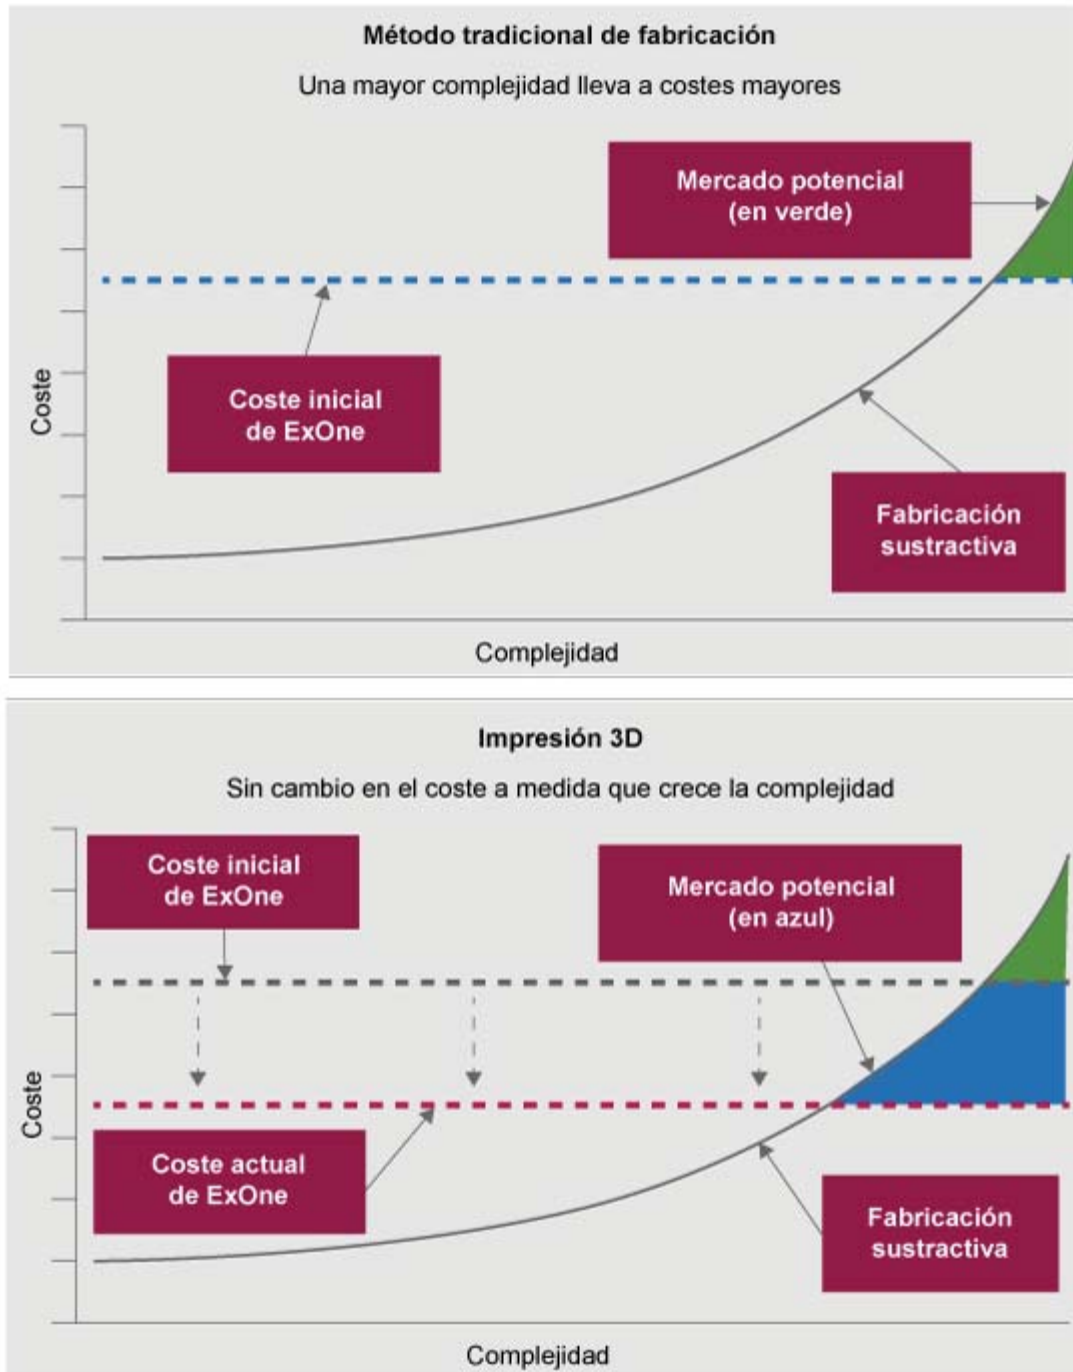 Método tradicional de fabricación
Una mayor complejidad lleva a costes mayores
Mercado potencial
(en verde)
Coste inicial
de ExOne
Coste
Fabricación
sustractiva
Complejidad
Impresión 3D
Sin cambio en el coste a medida que crece la complejidad
Coste inicial
de ExOne
Mercado potencial
(en azul)
Coste
Coste actual
de ExOne
Fabricación
sustractiva
Complejidad